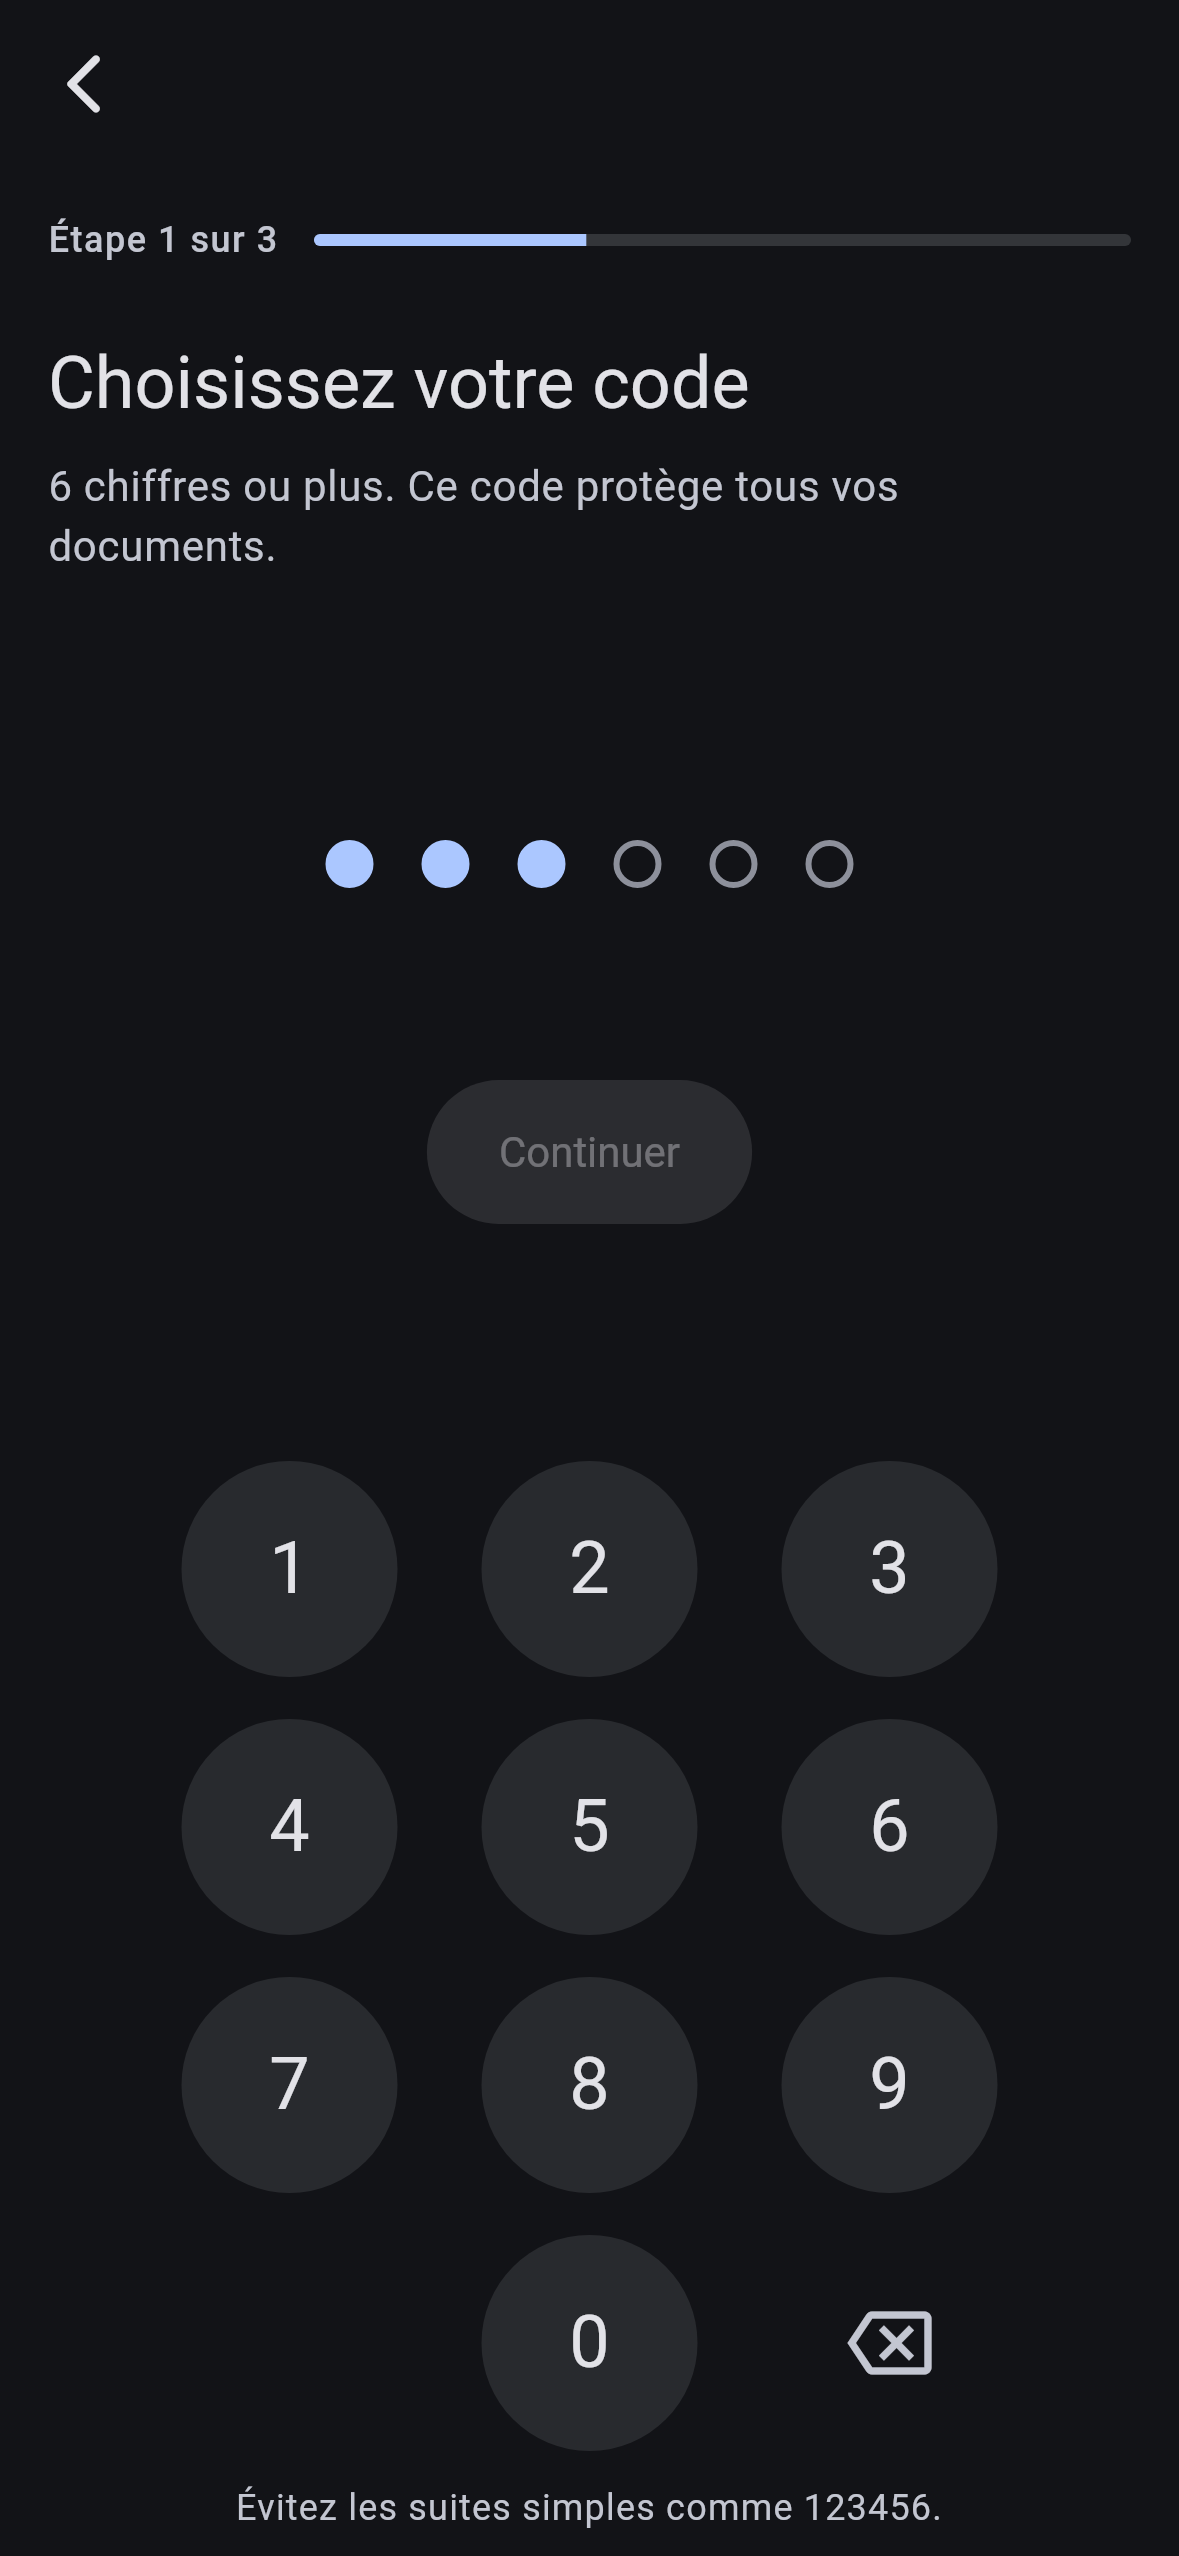 Étape 1 sur 3
Choisissez votre code
6 chiffres ou plus. Ce code protège tous vos
documents.
Continuer
1 2 3
4 5 6
7 8 9
0
Évitez les suites simples comme 123456.